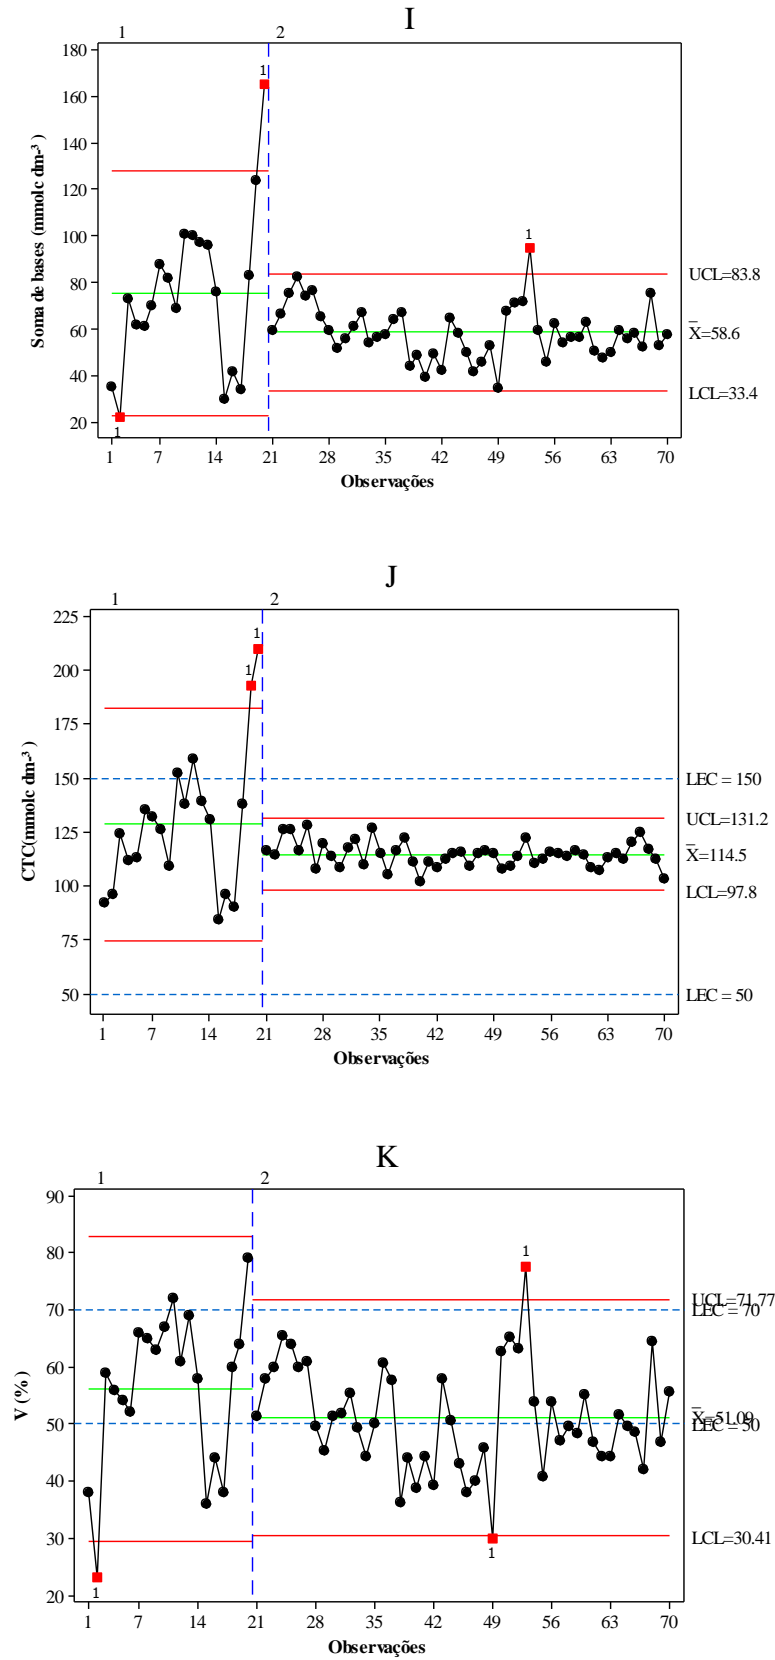 I
1 2
180
160
140
120
100
80
60
40
20
Soma de bases (mmolc dm-³ )
1
1
1
UCL=83.8
X̅=58.6
LCL=33.4
1 7 14 21 28 35 42 49 56 63 70
Observações
J
1 2
225
200
175
150
125
100
75
50
CTC(mmolc dm-³ )
1
1
LEC = 150
UCL=131.2
X̅=114.5
LCL=97.8
LEC = 50
1 7 14 21 28 35 42 49 56 63 70
Observações
K
1 2
90
80
70
60
50
40
30
20
V (% )
1
1
1
UCL=71.77
LEC = 70
X̅=51.09
LEC = 50
LCL=30.41
1 7 14 21 28 35 42 49 56 63 70
Observações